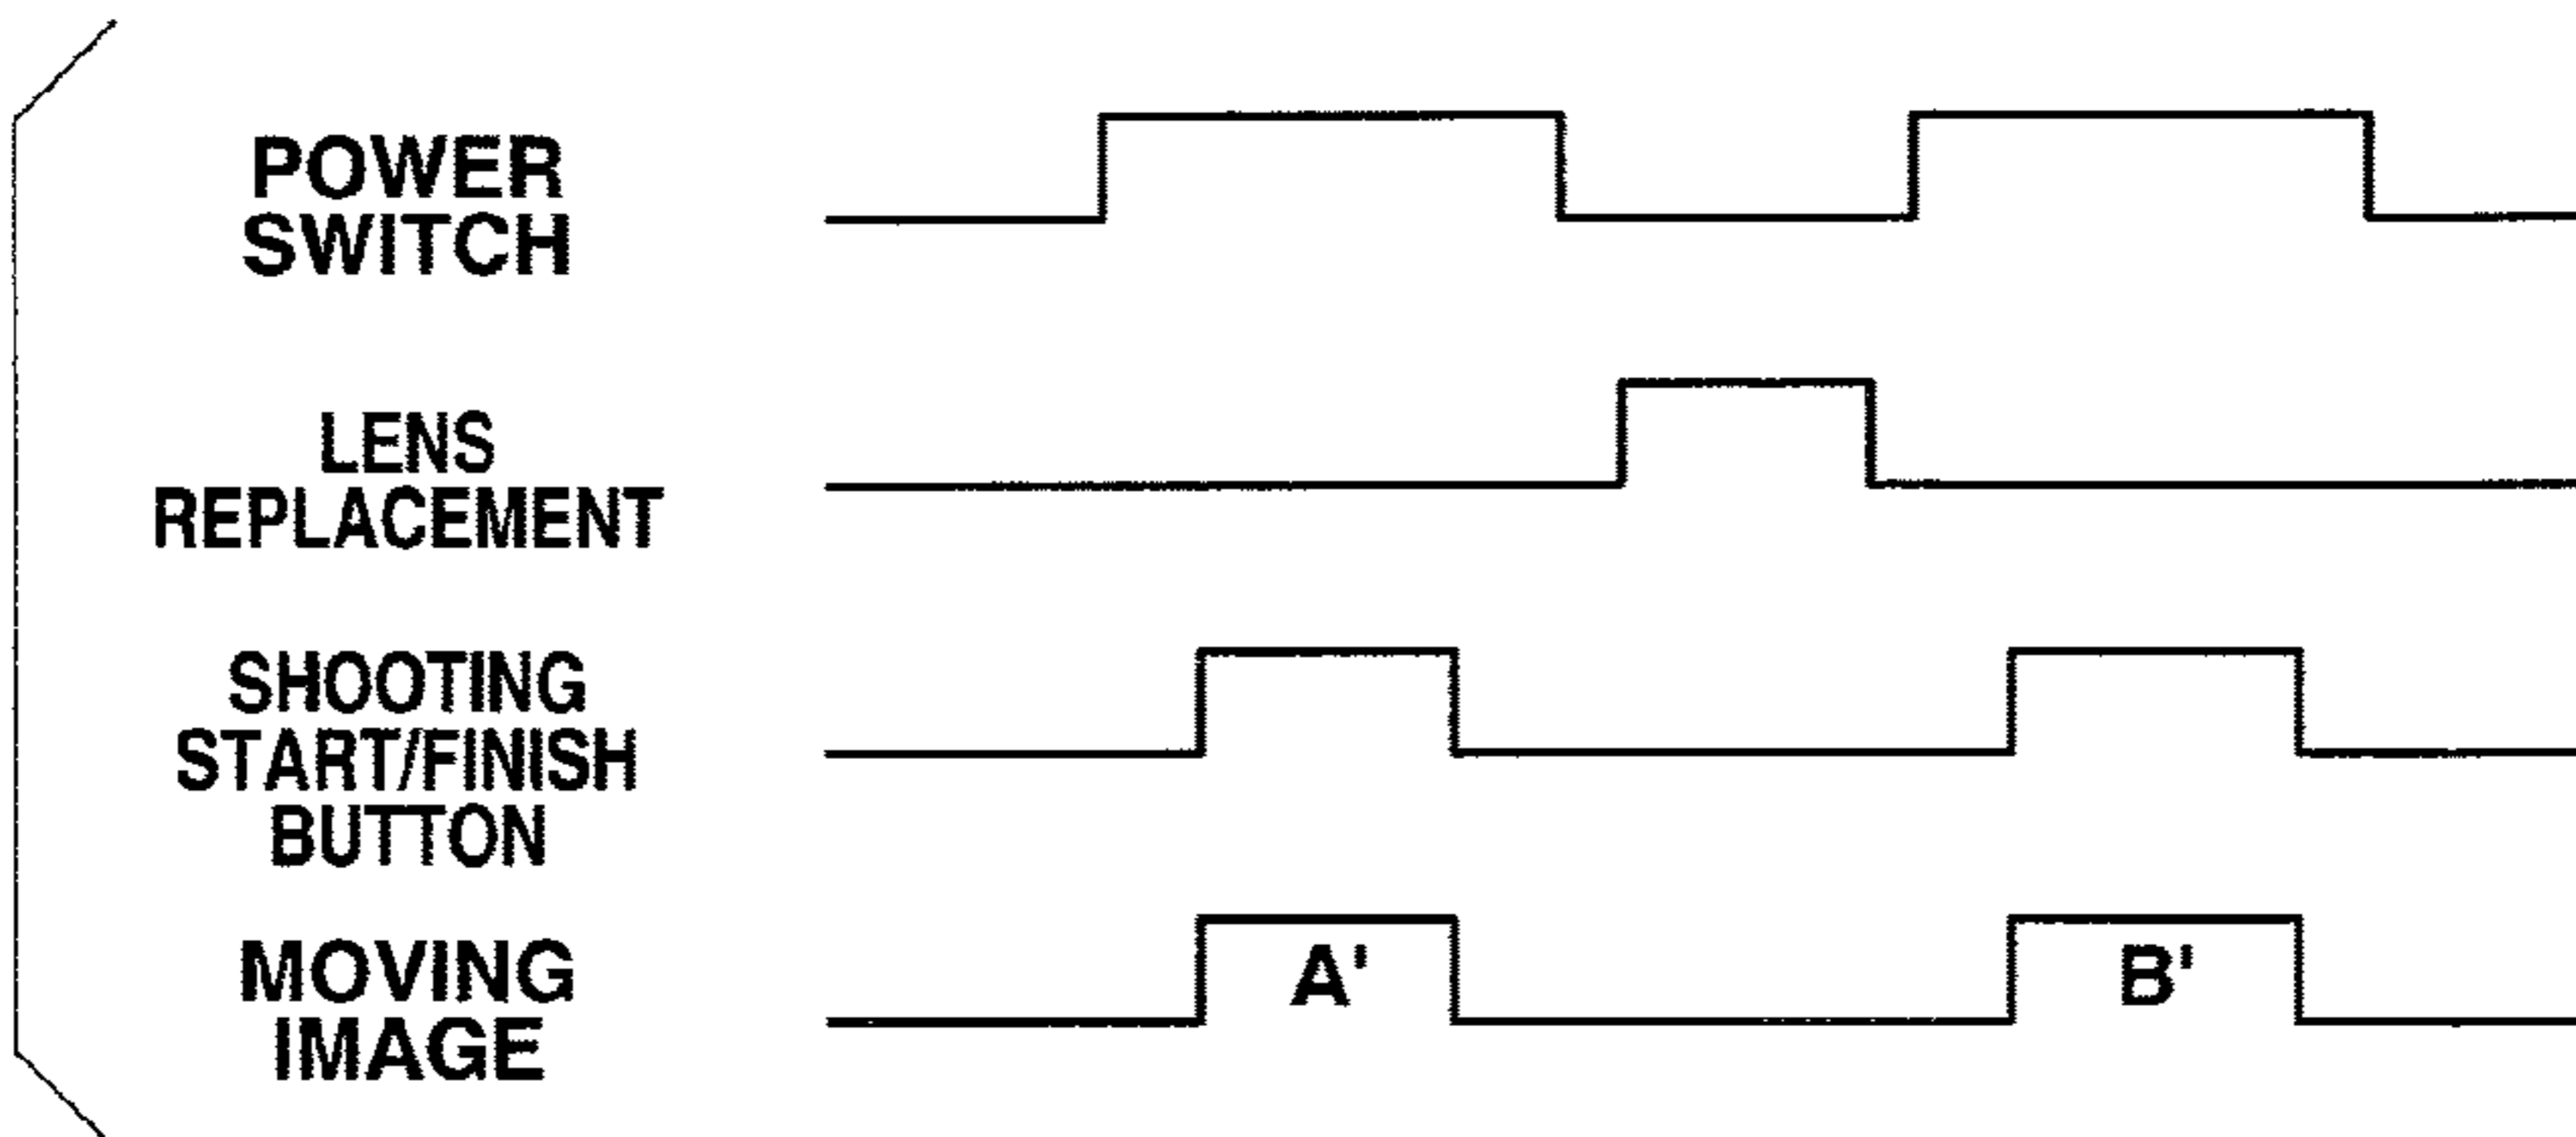 POWER
SWITCH
LENS
REPLACEMENT
SHOOTING
START/FINISH
BUTTON
MOVING
IMAGE
A'
B'